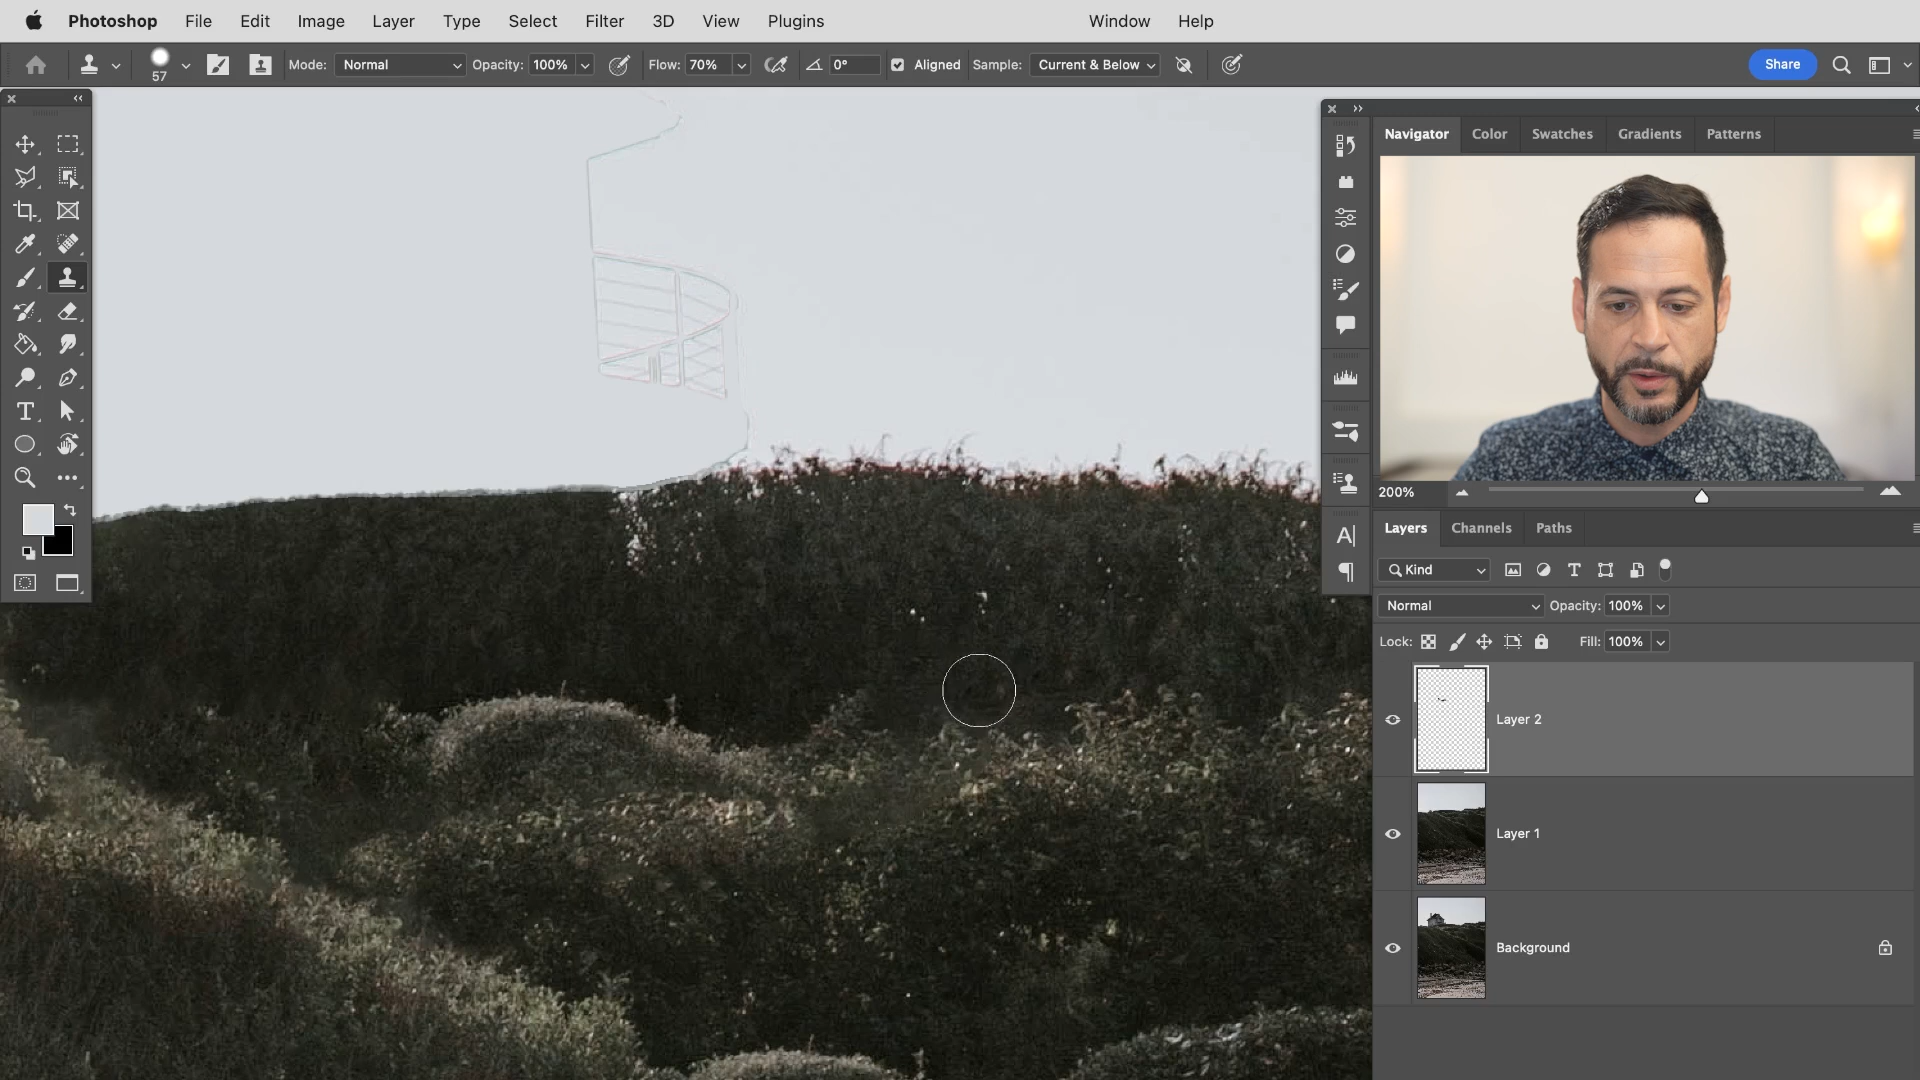 Photoshop File Edit Image Layer Type Select Filter 3D View Plugins Window Help
57 Mode: Normal Opacity: 100% Flow: 70% 0° Aligned Sample: Current & Below Share
Navigator Color Swatches Gradients Patterns
200%
Layers Channels Paths
Kind
Normal Opacity: 100%
Lock: Fill: 100%
Layer 2
Layer 1
Background